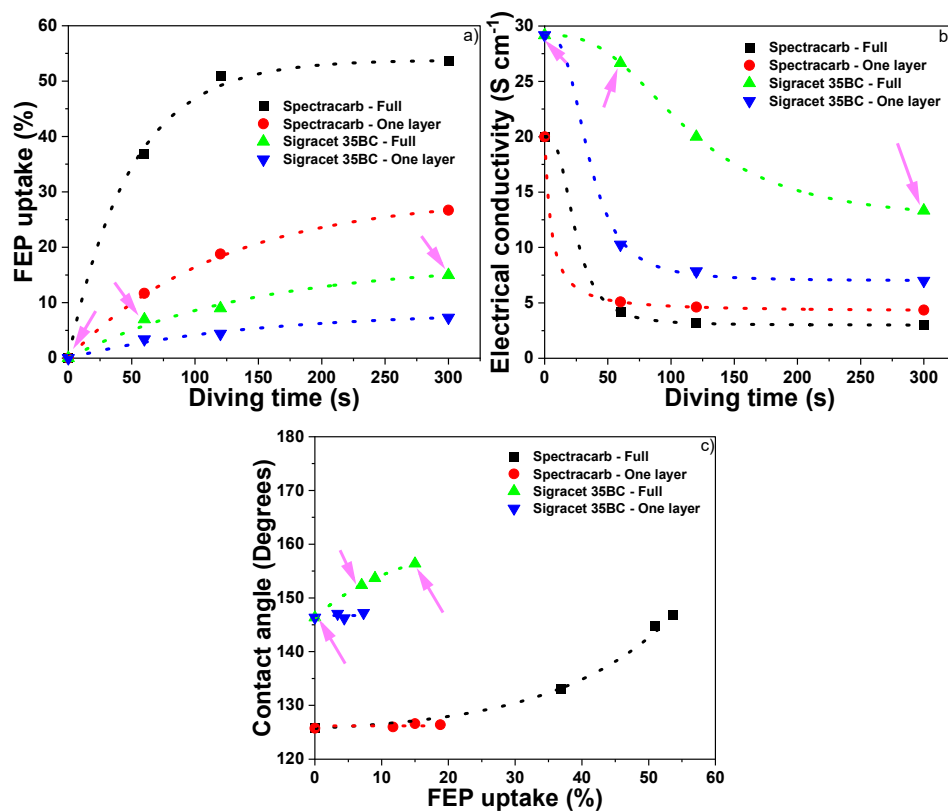 a)
FEP uptake (%)
60
50
40
30
20
10
0
Spectracarb - Full
Spectracarb - One layer
Sigracet 35BC - Full
Sigracet 35BC - One layer
0 50 100 150 200 250 300
Diving time (s)
b
Electrical conductivity (S cm⁻¹)
30
25
20
15
10
5
0
Spectracarb - Full
Spectracarb - One layer
Sigracet 35BC - Full
Sigracet 35BC - One layer
0 50 100 150 200 250 300
Diving time (s)
c)
Contact angle (Degrees)
180
170
160
150
140
130
120
Spectracarb - Full
Spectracarb - One layer
Sigracet 35BC - Full
Sigracet 35BC - One layer
0 10 20 30 40 50 60
FEP uptake (%)